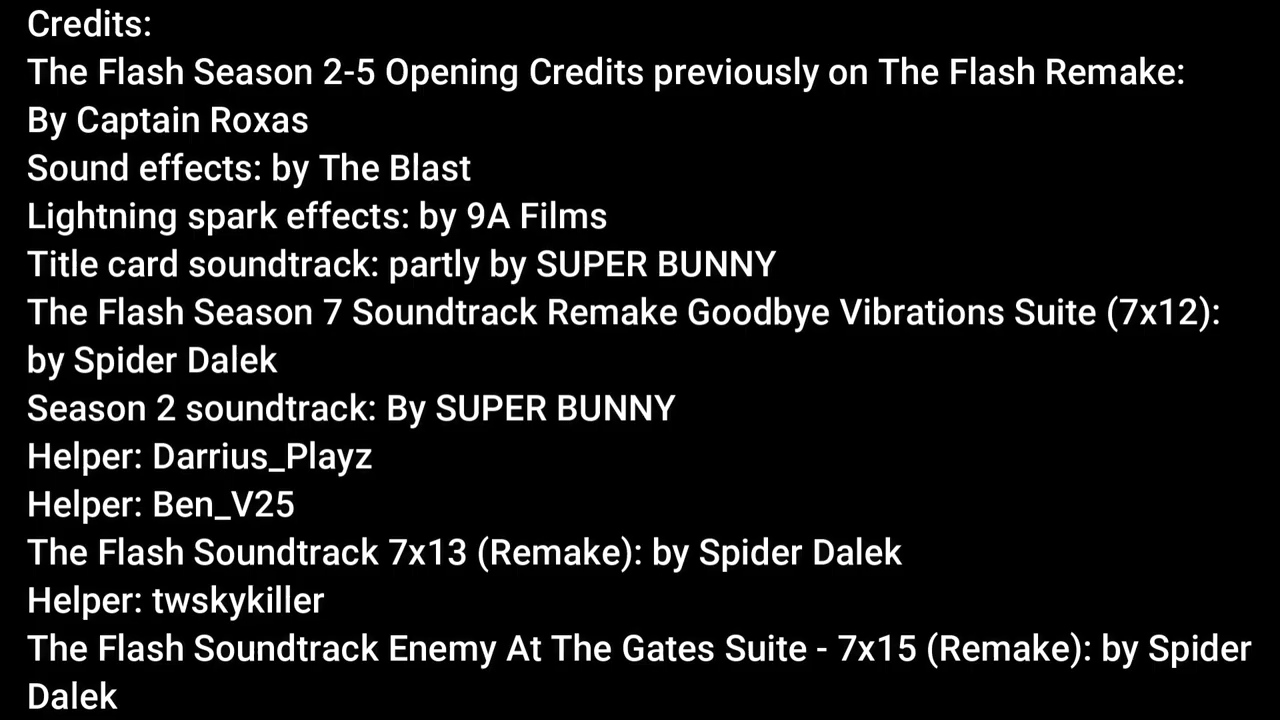 Credits:
The Flash Season 2-5 Opening Credits previously on The Flash Remake:
By Captain Roxas
Sound effects: by The Blast
Lightning spark effects: by 9A Films
Title card soundtrack: partly by SUPER BUNNY
The Flash Season 7 Soundtrack Remake Goodbye Vibrations Suite (7x12):
by Spider Dalek
Season 2 soundtrack: By SUPER BUNNY
Helper: Darrius_Playz
Helper: Ben_V25
The Flash Soundtrack 7x13 (Remake): by Spider Dalek
Helper: twskykiller
The Flash Soundtrack Enemy At The Gates Suite - 7x15 (Remake): by Spider
Dalek